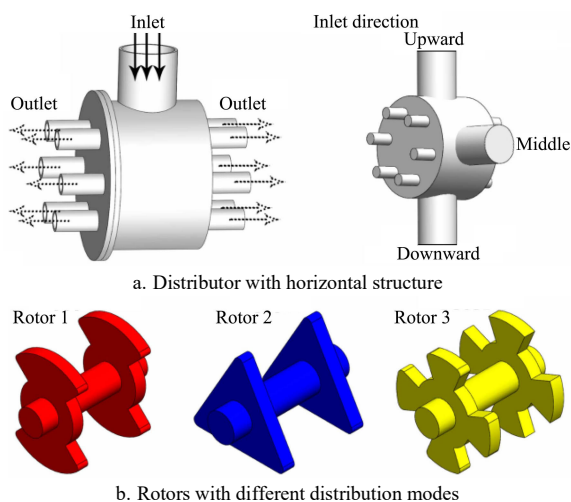 Inlet
Inlet direction
Upward
Outlet
Outlet
Middle
Downward
a. Distributor with horizontal structure
Rotor 1
Rotor 2
Rotor 3
b. Rotors with different distribution modes